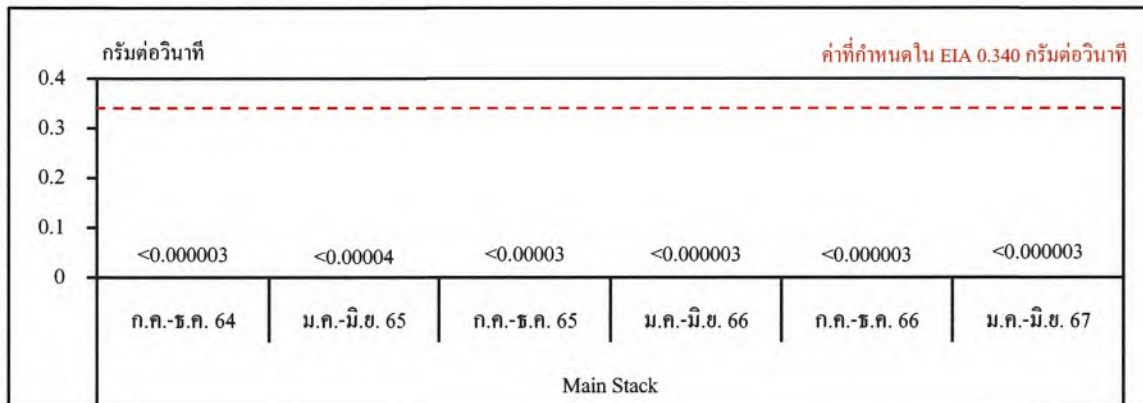 กรัมต่อวินาที
ค่าที่กำหนดใน EIA 0.340 กรัมต่อวินาที
0.4
0.3
0.2
0.1
0
<0.000003 <0.00004 <0.00003 <0.000003 <0.000003 <0.000003
ก.ค.-ธ.ค. 64 ม.ค.-มิ.ย. 65 ก.ค.-ธ.ค. 65 ม.ค.-มิ.ย. 66 ก.ค.-ธ.ค. 66 ม.ค.-มิ.ย. 67
Main Stack